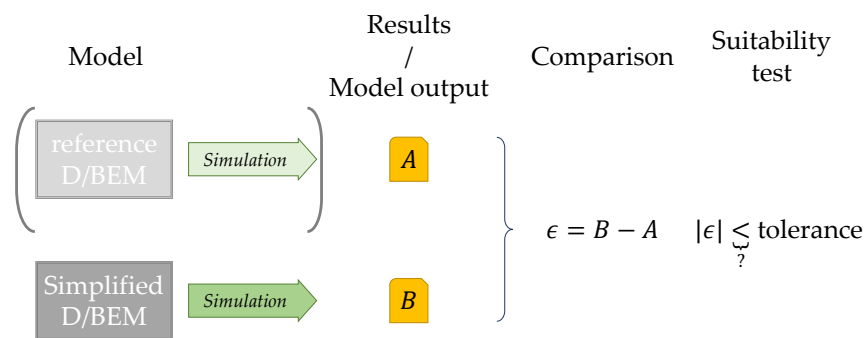 Model
Results
/
Model output
Comparison
Suitability
test
reference
D/BEM
Simulation
A
Simplified
D/BEM
Simulation
B
ϵ = B − A
|ϵ| < tolerance
?